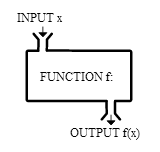 INPUT x
FUNCTION f:
OUTPUT f(x)